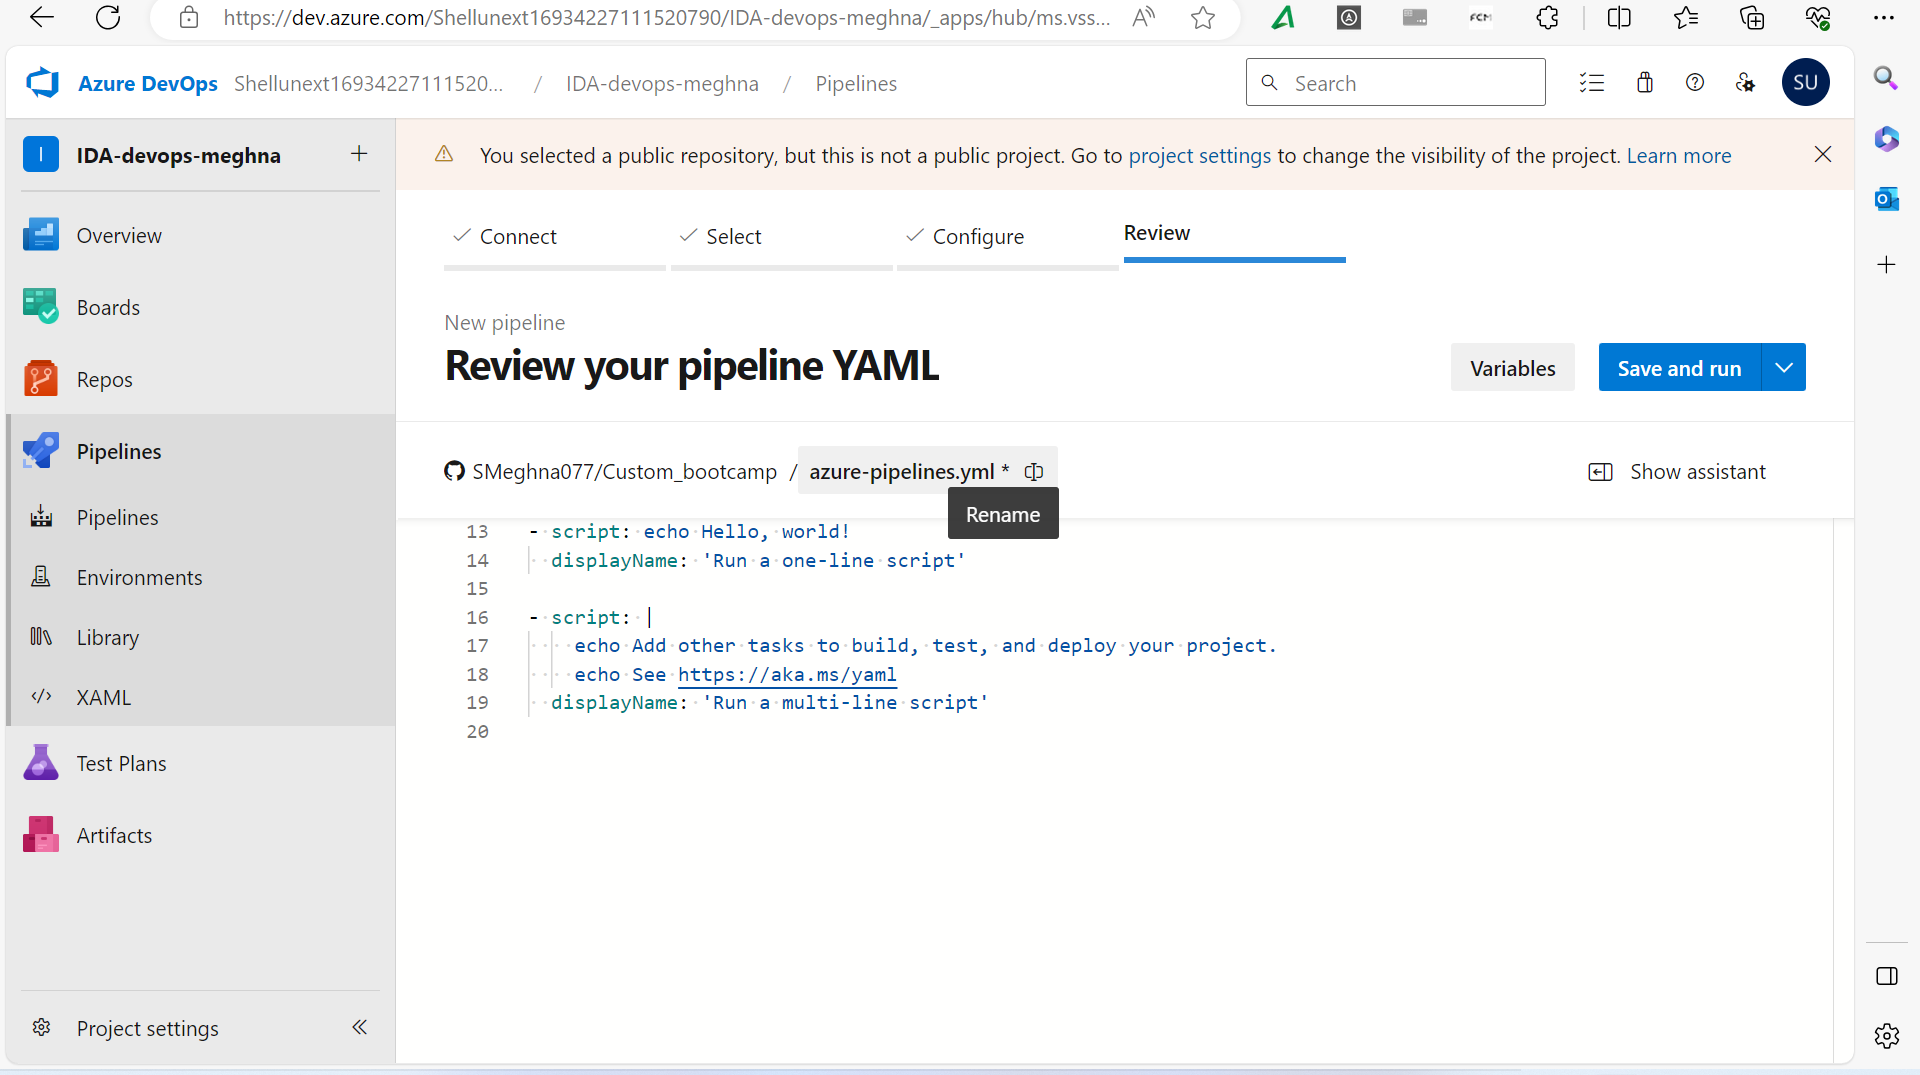 https://dev.azure.com/Shellunext16934227111520790/IDA-devops-meghna/_apps/hub/ms.vss...
A
FCM
Azure DevOps Shellunext16934227111520... / IDA-devops-meghna / Pipelines
Search
SU
I IDA-devops-meghna
Overview
Boards
Repos
Pipelines
Pipelines
Environments
Library
XAML
Test Plans
Artifacts
Project settings
You selected a public repository, but this is not a public project. Go to project settings to change the visibility of the project. Learn more
Connect Select Configure Review
New pipeline
Review your pipeline YAML
Variables Save and run
SMeghna077/Custom_bootcamp / azure-pipelines.yml *
Show assistant
Rename
13 - script: echo Hello, world!
14 displayName: 'Run a one-line script'
15
16 - script: |
17 echo Add other tasks to build, test, and deploy your project.
18 echo See https://aka.ms/yaml
19 displayName: 'Run a multi-line script'
20